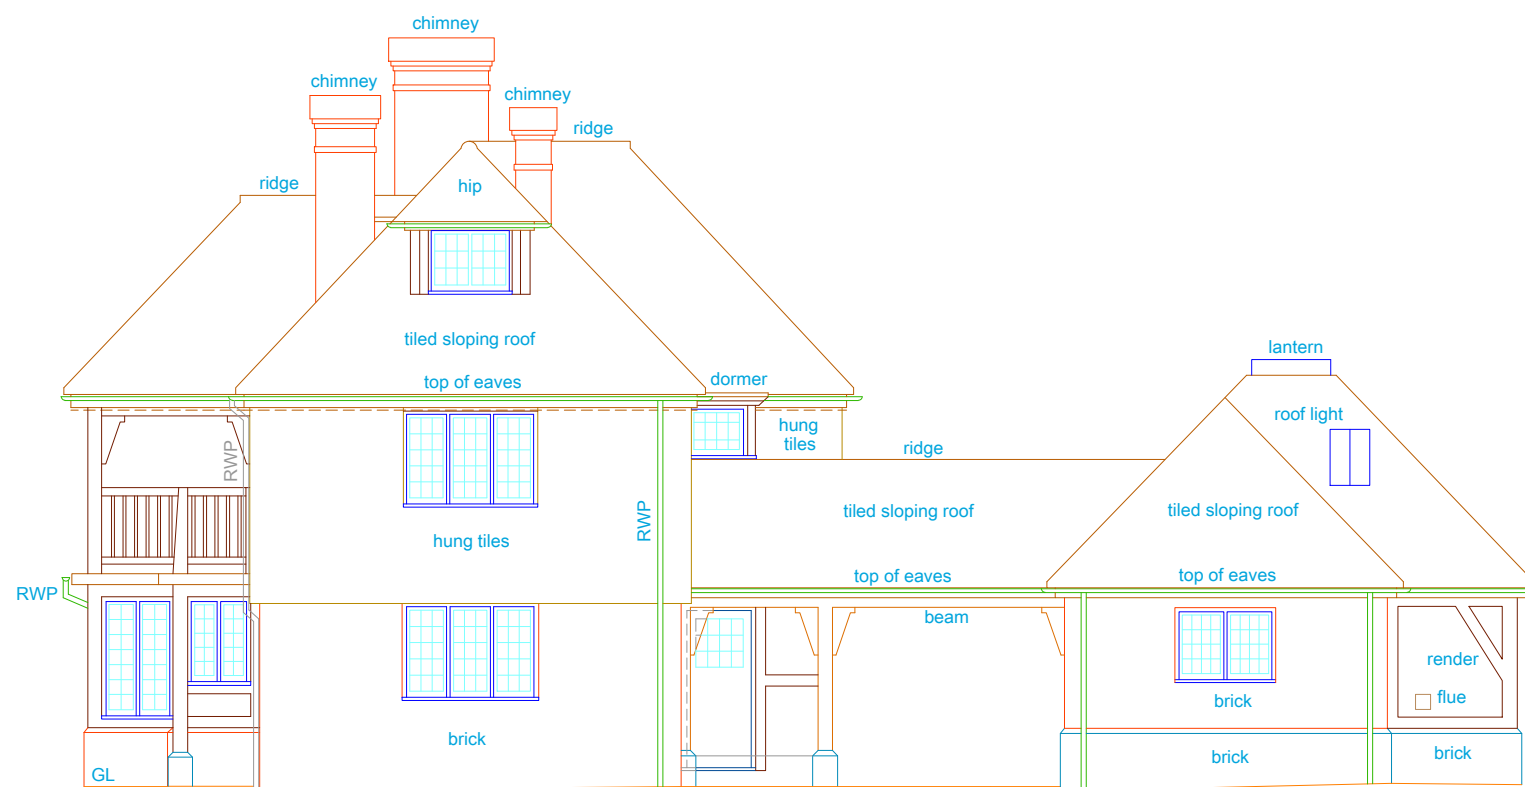 chimney
chimney
chimney
ridge
ridge
hip
tiled sloping roof
lantern
top of eaves
dormer
roof light
hung
tiles
RWP
ridge
RWP
tiled sloping roof
tiled sloping roof
hung tiles
top of eaves
top of eaves
RWP
beam
render
flue
brick
brick
brick
brick
GL